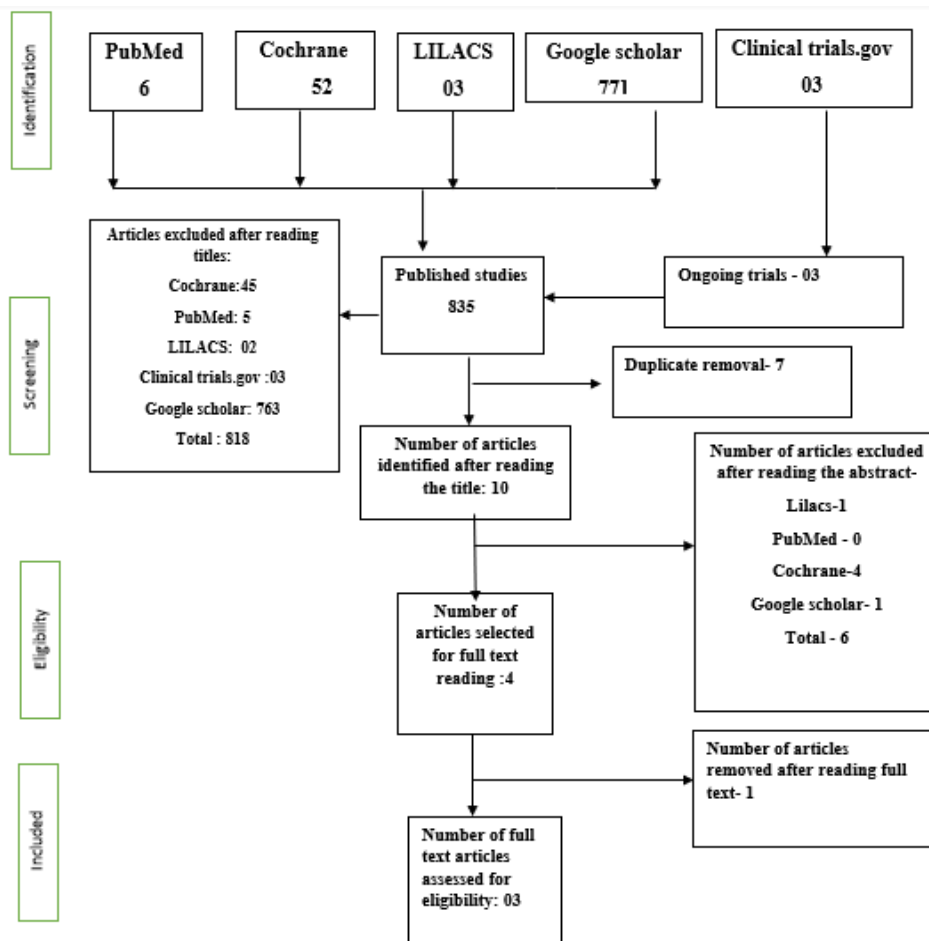 Identification
PubMed
6
Cochrane
52
LILACS
03
Google scholar
771
Clinical trials.gov
03
Screening
Articles excluded after reading
titles:
Cochrane:45
PubMed: 5
LILACS: 02
Clinical trials.gov :03
Google scholar: 763
Total : 818
Published studies
835
Ongoing trials - 03
Duplicate removal- 7
Number of articles
identified after reading
the title: 10
Number of articles excluded
after reading the abstract-
Lilacs-1
PubMed - 0
Cochrane-4
Google scholar- 1
Total - 6
Eligibility
Number of
articles selected
for full text
reading :4
Number of articles
removed after reading full
text- 1
Included
Number of full
text articles
assessed for
eligibility: 03